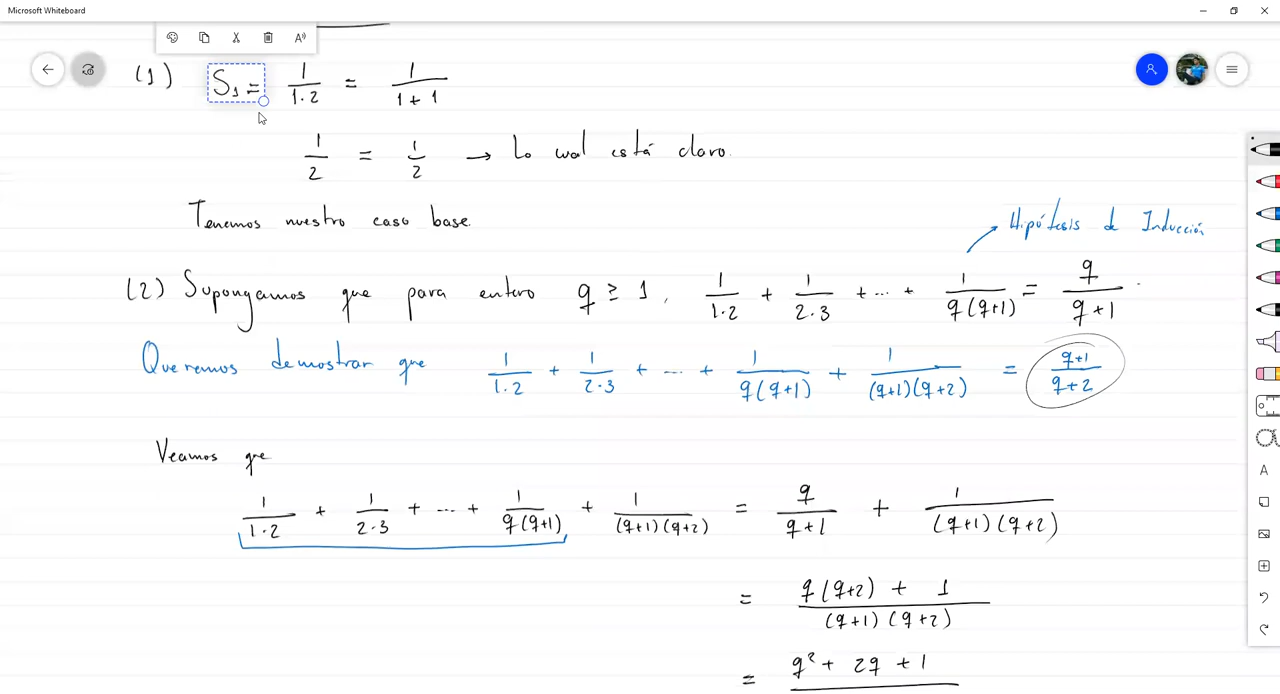 Microsoft Whiteboard
(1) S₁ = 1/(1·2) = 1/(1+1)
1/2 = 1/2 → Lo cual está claro.
Tenemos nuestro caso base.
Hipótesis de Inducción
(2) Supongamos que para entero q ≥ 1, 1/(1·2) + 1/(2·3) + ... + 1/(q(q+1)) = q/(q+1).
Queremos demostrar que 1/(1·2) + 1/(2·3) + ... + 1/(q(q+1)) + 1/((q+1)(q+2)) = (q+1)/(q+2)
Veamos que
1/(1·2) + 1/(2·3) + ... + 1/(q(q+1)) + 1/((q+1)(q+2)) = q/(q+1) + 1/((q+1)(q+2))
= (q(q+2) + 1)/((q+1)(q+2))
= q² + 2q + 1
A